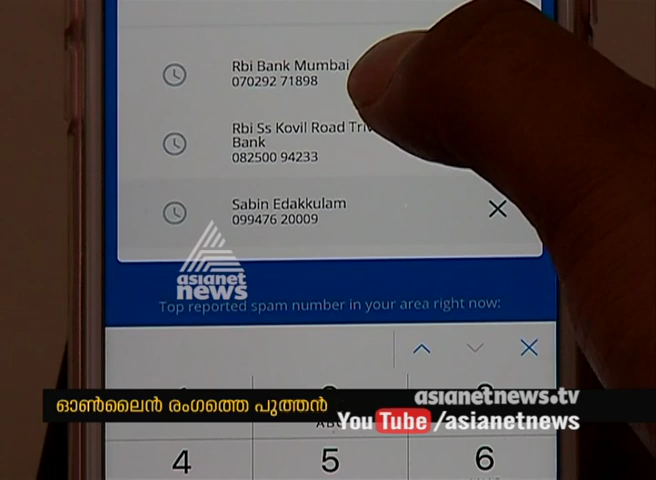 Rbi Bank Mumbai
070292 71898
Rbi Ss Kovil Road
Bank
082500 94233
Sabin Edakkulam
099476 20009
asianet
news
Top reported spam number in your area right now:
ഓൺലൈൻ രംഗത്തെ പുത്തൻ
asianetnews.tv
YouTube/asianetnews
4 5 6